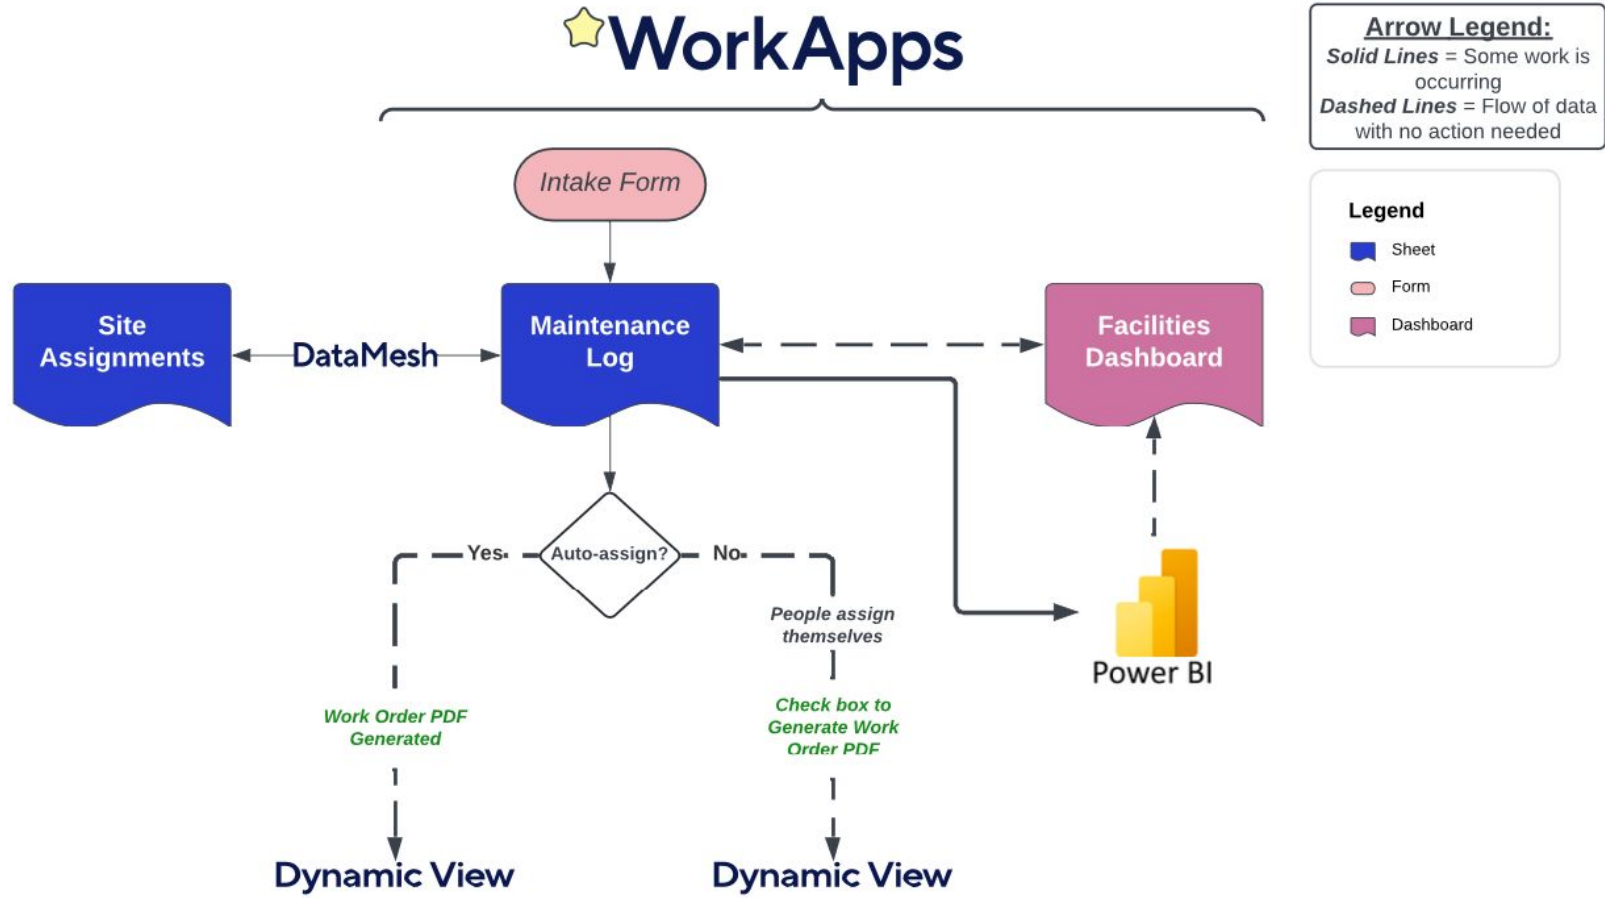 WorkApps
Arrow Legend:
Solid Lines = Some work is
occurring
Dashed Lines = Flow of data
with no action needed
Intake Form
Legend
Sheet
Form
Dashboard
Site
Assignments
DataMesh
Maintenance
Log
Facilities
Dashboard
Yes
Auto-assign?
No
People assign
themselves
Power BI
Work Order PDF
Generated
Check box to
Generate Work
Order PDF
Dynamic View
Dynamic View